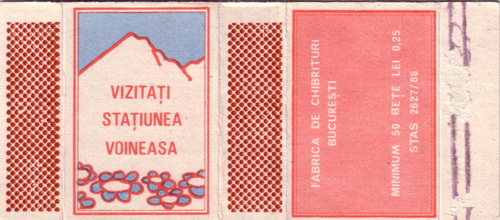 VIZITAȚI
STAȚIUNEA
VOINEASA
FABRICA DE CHIBRITURI
BUCUREȘTI
MINIMUM 50 BEȚE LEI 0,25
STAS 2627/86